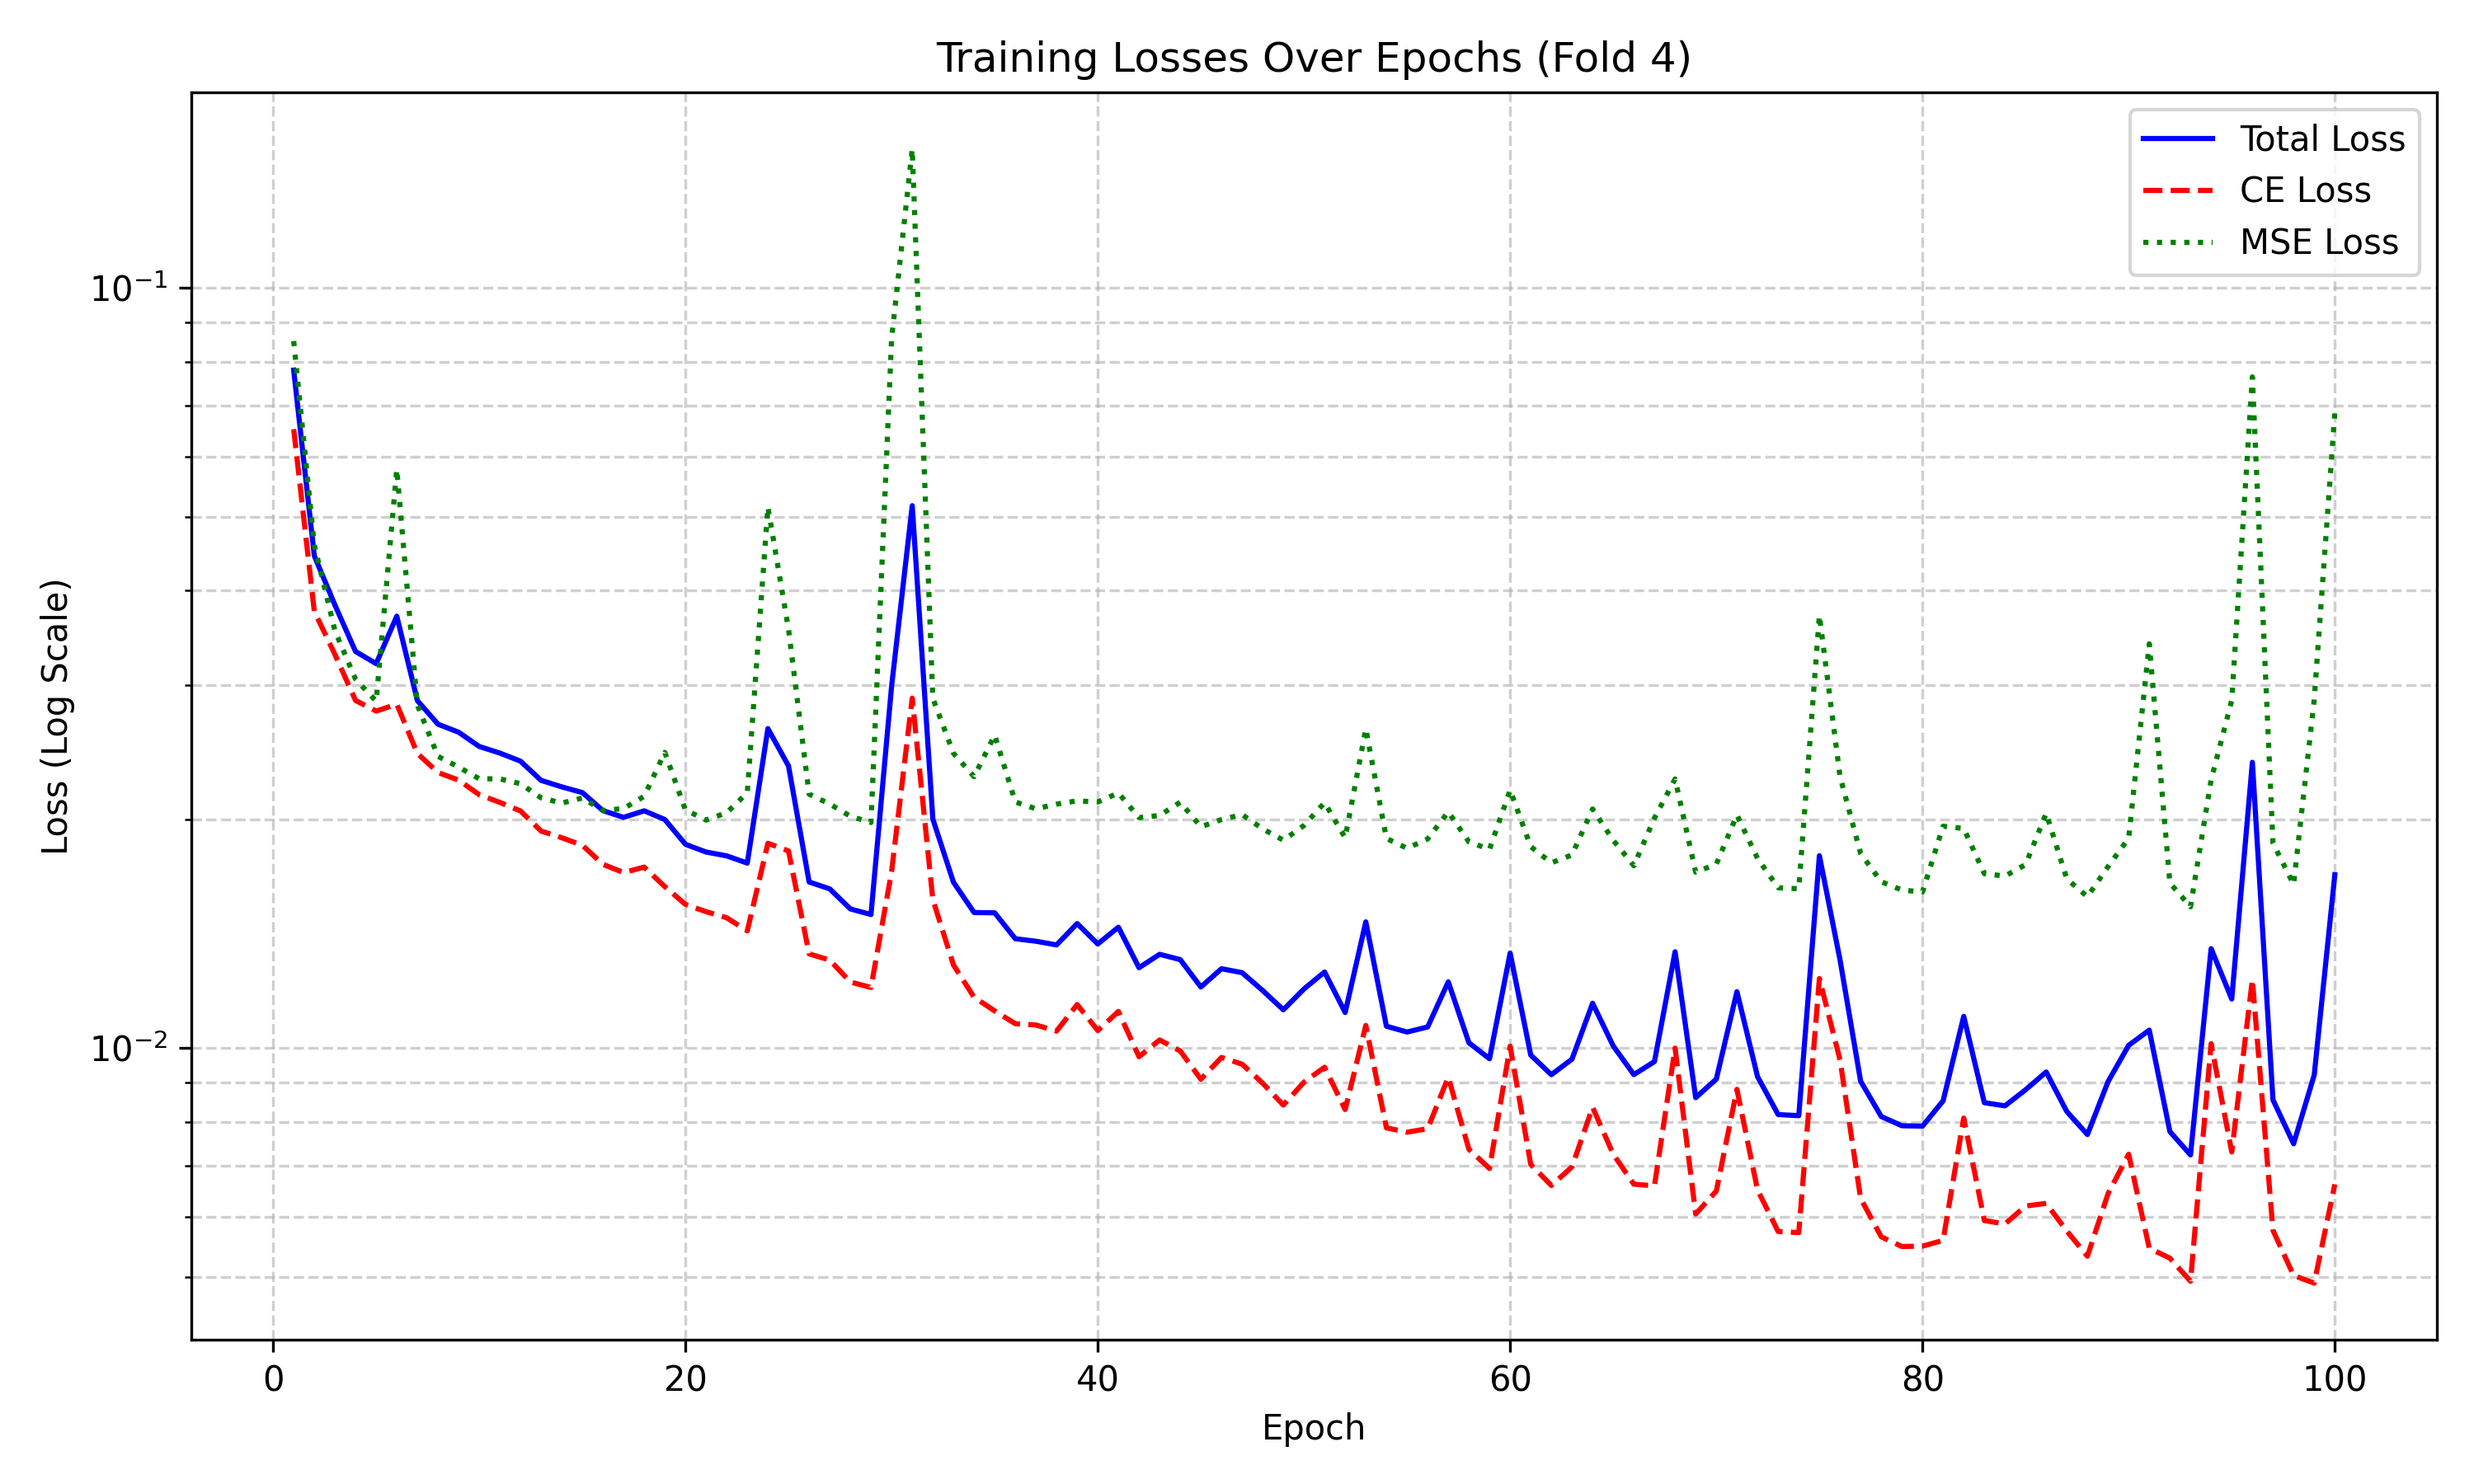 Training Losses Over Epochs (Fold 4)
Total Loss
CE Loss
MSE Loss
Loss (Log Scale)
10⁻¹
10⁻²
0 20 40 60 80 100
Epoch